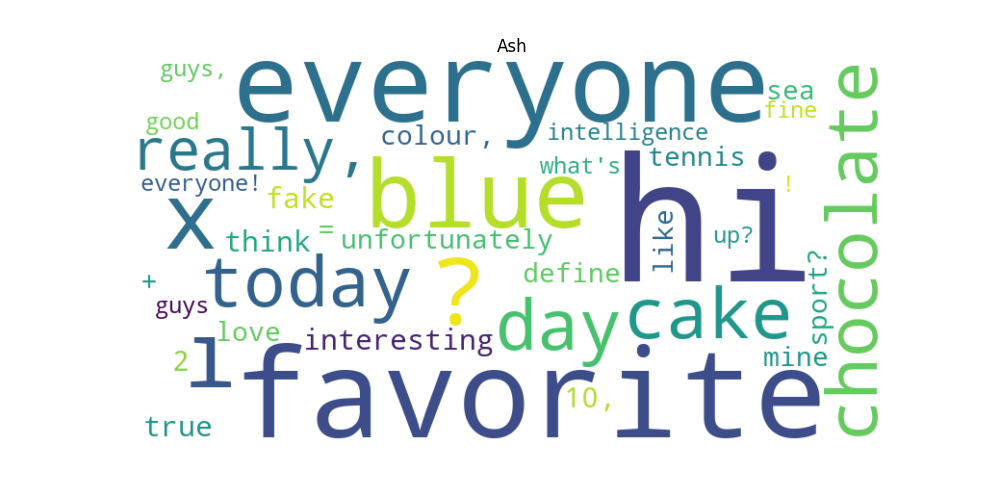 Ash
guys,
everyone
sea
fine
good
really,
colour,
intelligence
what's
tennis
everyone!
fake
blue
hi
!
chocolate
x
think
=
unfortunately
like
up?
+
today
?
define
sport?
guys
love
interesting
day
cake
2
l
favorite
mine
10,
true